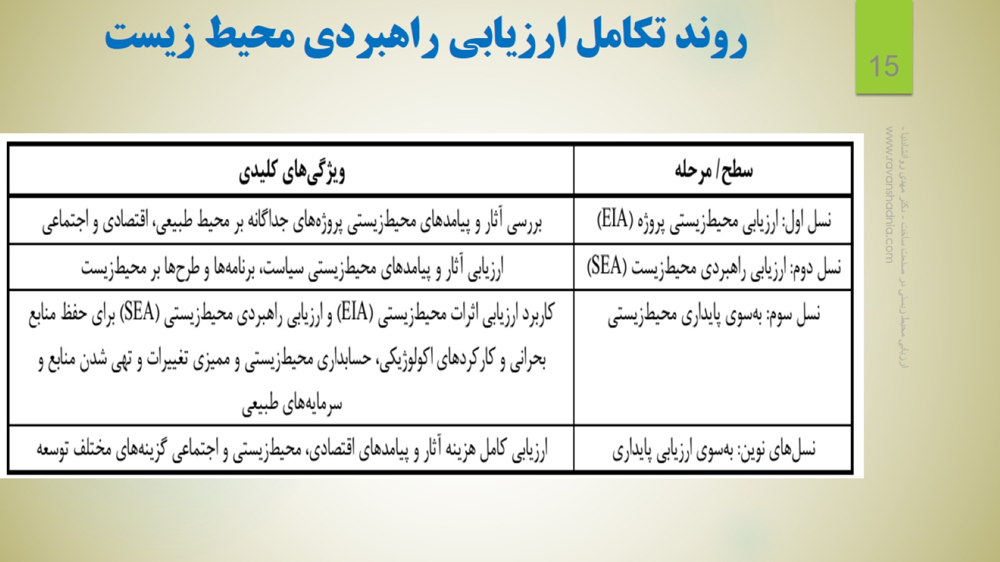 روند تکامل ارزیابی راهبردی محیط زیست
15
سطح/ مرحله
ویژگی‌های کلیدی
نسل اول: ارزیابی محیط‌زیستی پروژه (EIA)
بررسی آثار و پیامدهای محیط‌زیستی پروژه‌های جداگانه بر محیط طبیعی، اقتصادی و اجتماعی
نسل دوم: ارزیابی راهبردی محیط‌زیست (SEA)
ارزیابی آثار و پیامدهای محیط‌زیستی سیاست، برنامه‌ها و طرح‌ها بر محیط‌زیست
نسل سوم: به‌سوی پایداری محیط‌زیستی
کاربرد ارزیابی اثرات محیط‌زیستی (EIA) و ارزیابی راهبردی محیط‌زیستی (SEA) برای حفظ منابع
بحرانی و کارکردهای اکولوژیکی، حسابداری محیط‌زیستی و ممیزی تغییرات و تهی شدن منابع و
سرمایه‌های طبیعی
نسل‌های نوین: به‌سوی ارزیابی پایداری
ارزیابی کامل هزینه آثار و پیامدهای اقتصادی، محیط‌زیستی و اجتماعی گزینه‌های مختلف توسعه
ارزیابی محیط زیستی در صنعت ساخت - دکتر مهدی روانشادنیا -
www.ravanshadnia.com